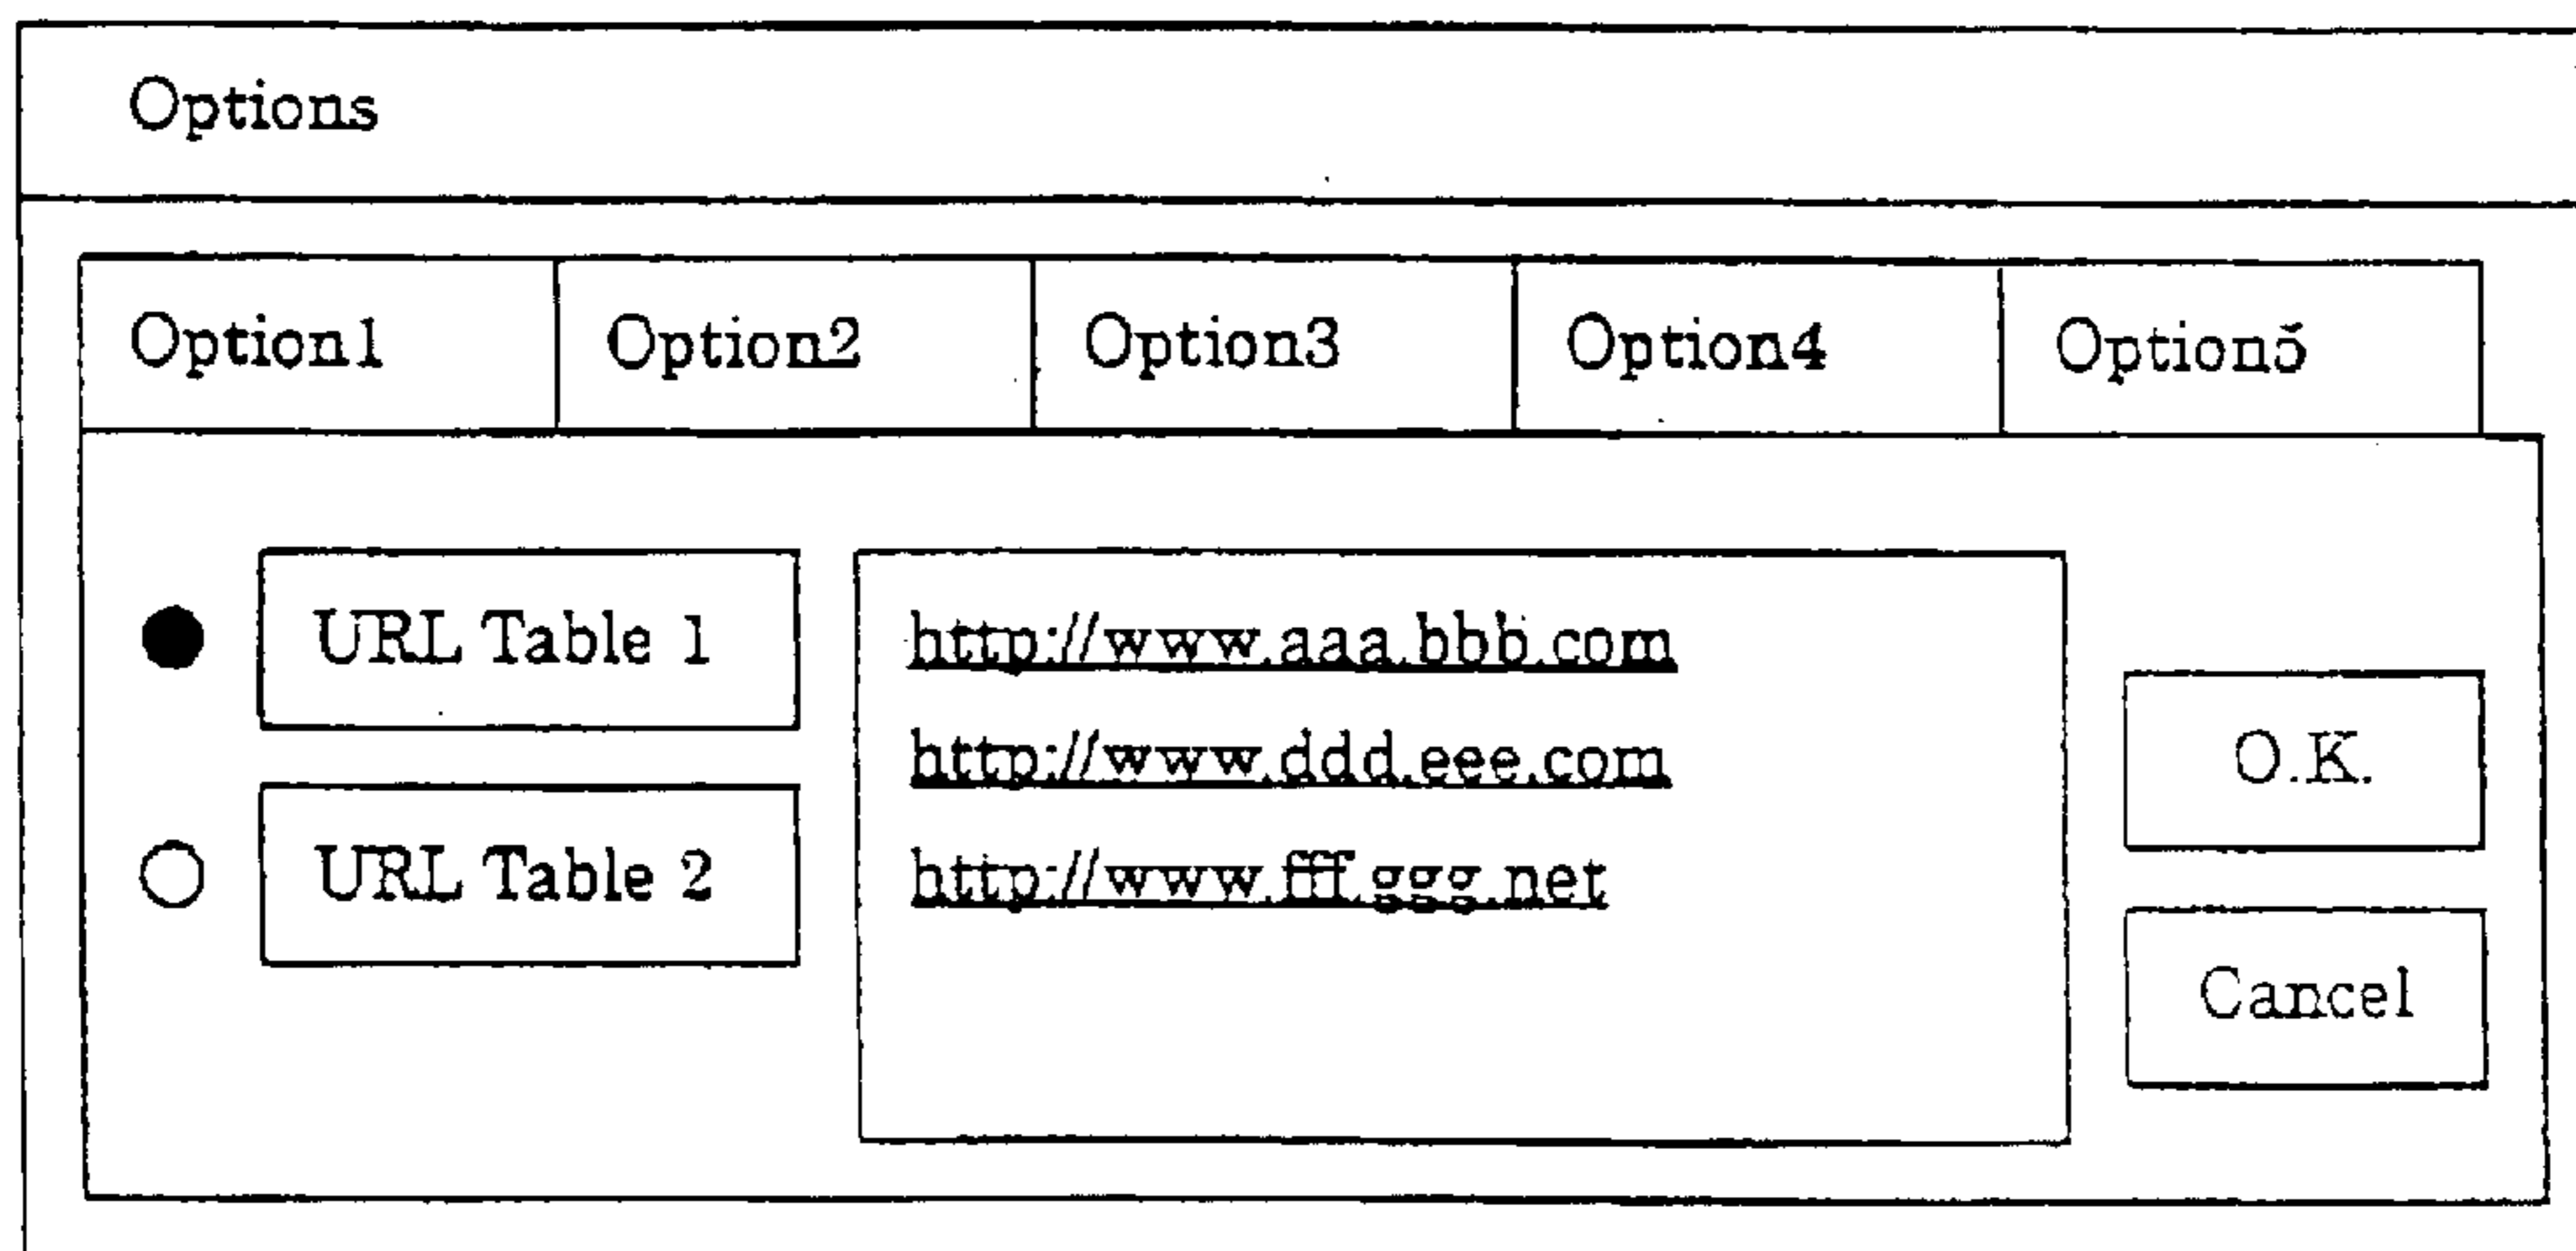 Options
Option1 Option2 Option3 Option4 Option5
URL Table 1
URL Table 2
http://www.aaa.bbb.com
http://www.ddd.eee.com
http://www.fff.ggg.net
O.K.
Cancel